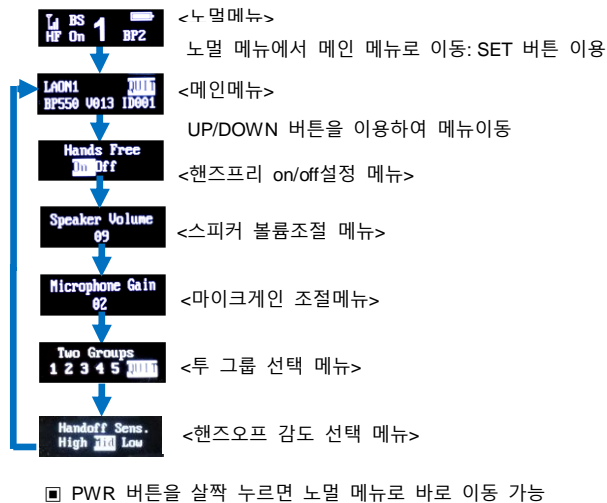 BS 1
HF On BP2
<노멀메뉴>
노멀 메뉴에서 메인 메뉴로 이동: SET 버튼 이용
LAON1 QUIT
BP550 V013 ID001
<메인메뉴>
UP/DOWN 버튼을 이용하여 메뉴이동
Hands Free
On Off
<핸즈프리 on/off설정 메뉴>
Speaker Volume
09
<스피커 볼륨조절 메뉴>
Microphone Gain
02
<마이크게인 조절메뉴>
Two Groups
1 2 3 4 5 QUIT
<투 그룹 선택 메뉴>
Handoff Sens.
High Mid Low
<핸즈오프 감도 선택 메뉴>
▣ PWR 버튼을 살짝 누르면 노멀 메뉴로 바로 이동 가능